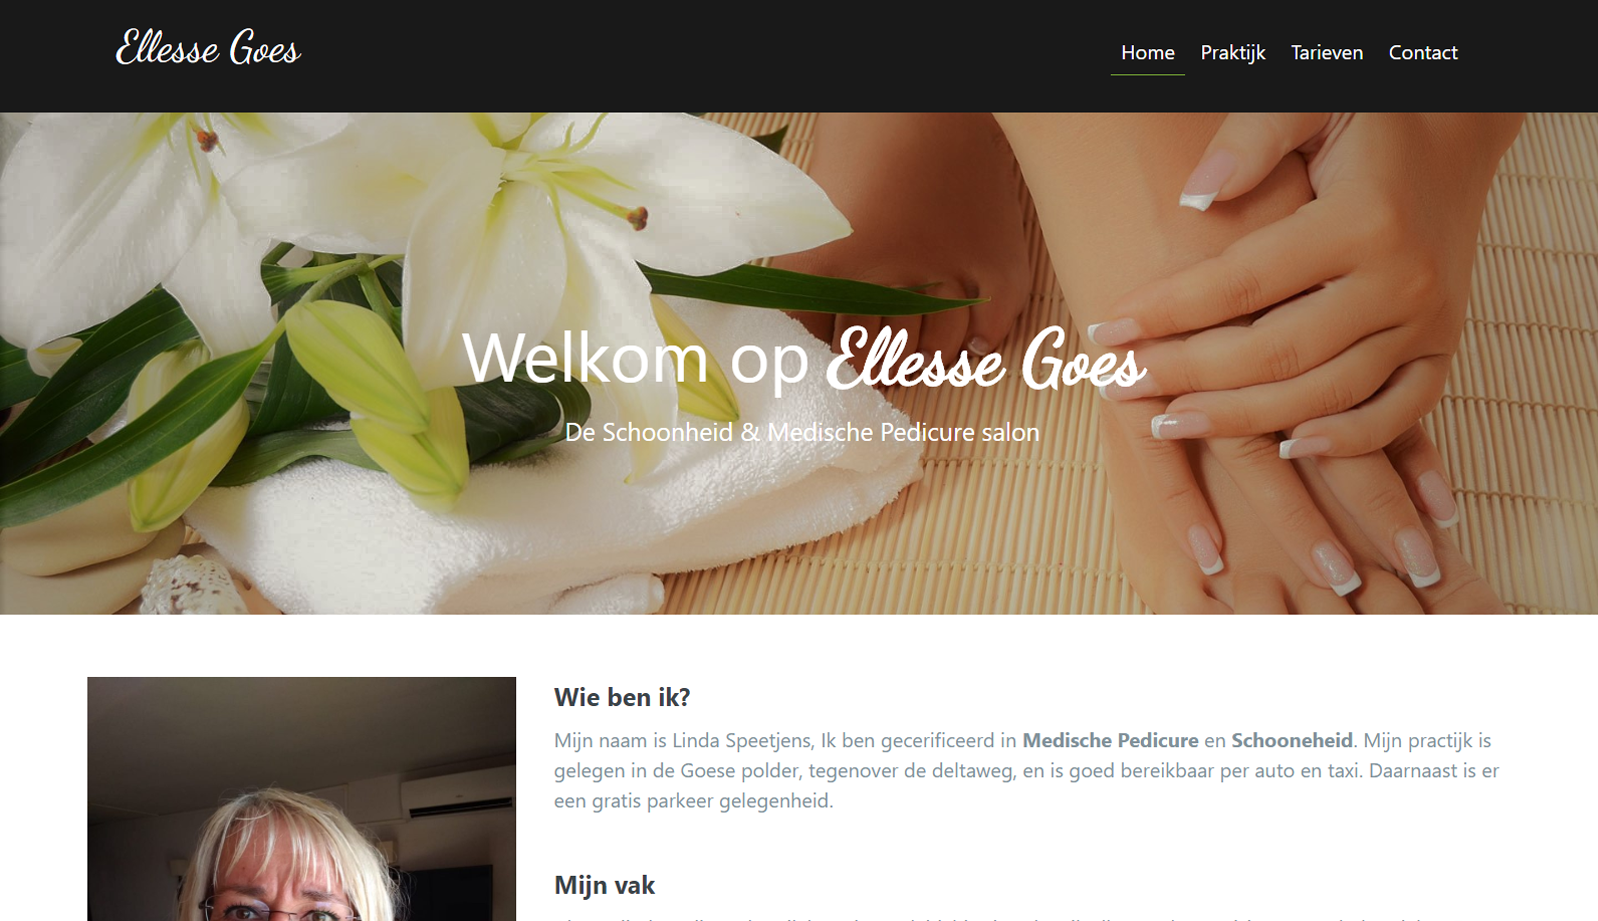 Ellesse Goes
Home Praktijk Tarieven Contact
Welkom op Ellesse Goes
De Schoonheid & Medische Pedicure salon
Wie ben ik?
Mijn naam is Linda Speetjens, Ik ben gecerificeerd in Medische Pedicure en Schooneheid. Mijn practijk is
gelegen in de Goese polder, tegenover de deltaweg, en is goed bereikbaar per auto en taxi. Daarnaast is er
een gratis parkeer gelegenheid.
Mijn vak